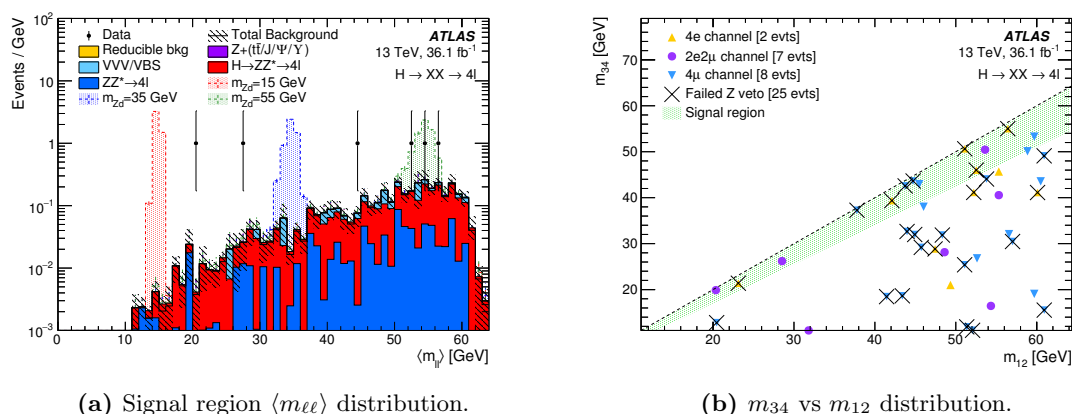 Events / GeV
10²
10
1
10⁻¹
10⁻²
10⁻³
0 10 20 30 40 50 60
⟨m_ll⟩ [GeV]
Data
Total Background
Reducible bkg
Z+(tt̄/J/Ψ/Υ)
VVV/VBS
H→ZZ*→4l
ZZ*→4l
m_Zd=15 GeV
m_Zd=35 GeV
m_Zd=55 GeV
ATLAS
13 TeV, 36.1 fb⁻¹
H → XX → 4l
(a) Signal region ⟨m_ℓℓ⟩ distribution.
m₃₄ [GeV]
80
70
60
50
40
30
20
20 30 40 50 60
m₁₂ [GeV]
4e channel [2 evts]
2e2μ channel [7 evts]
4μ channel [8 evts]
Failed Z veto [25 evts]
Signal region
ATLAS
13 TeV, 36.1 fb⁻¹
H → XX → 4l
(b) m₃₄ vs m₁₂ distribution.